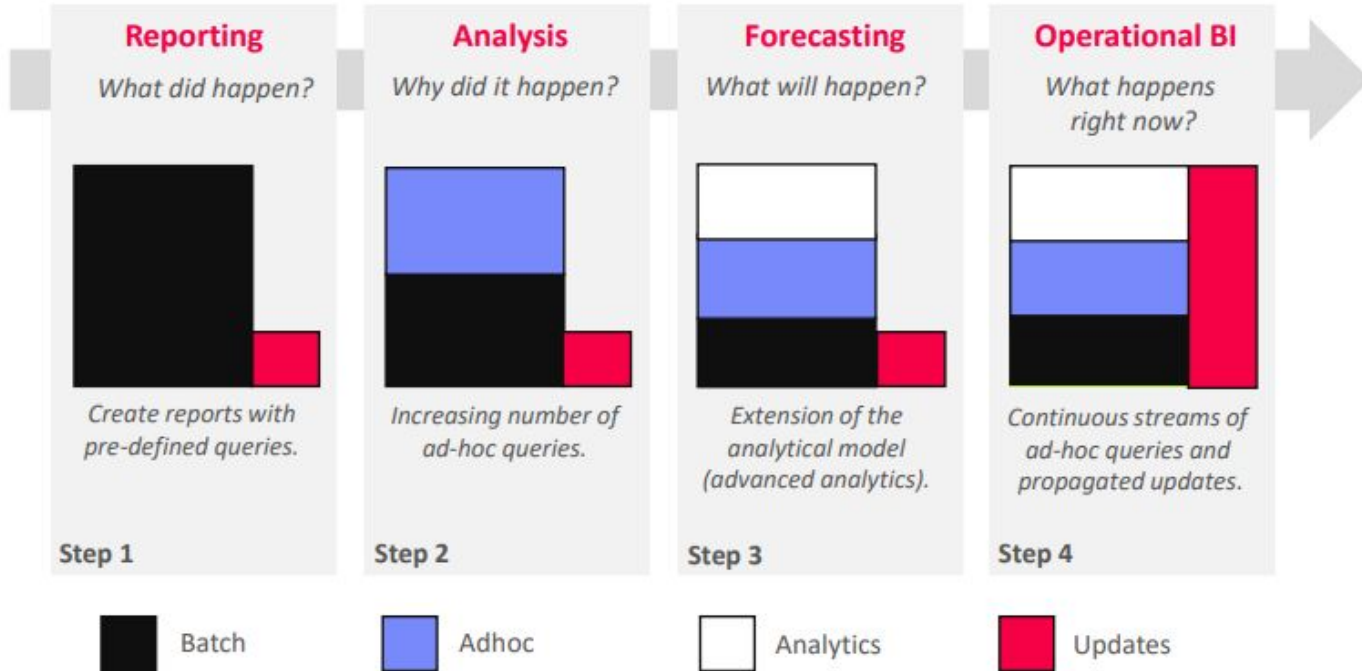 Reporting
What did happen?
Create reports with
pre-defined queries.
Step 1
Analysis
Why did it happen?
Increasing number of
ad-hoc queries.
Step 2
Forecasting
What will happen?
Extension of the
analytical model
(advanced analytics).
Step 3
Operational BI
What happens
right now?
Continuous streams of
ad-hoc queries and
propagated updates.
Step 4
Batch
Adhoc
Analytics
Updates